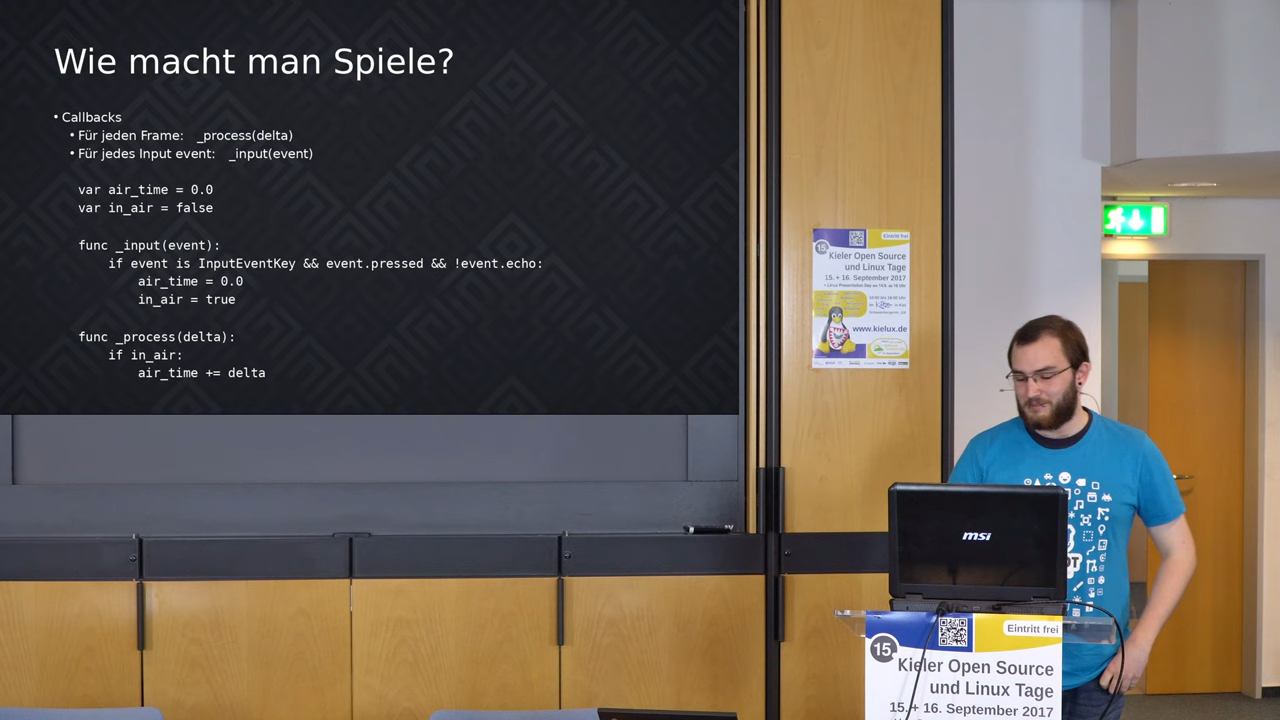 Wie macht man Spiele?
• Callbacks
• Für jeden Frame: _process(delta)
• Für jedes Input event: _input(event)
var air_time = 0.0
var in_air = false
func _input(event):
if event is InputEventKey && event.pressed && !event.echo:
air_time = 0.0
in_air = true
func _process(delta):
if in_air:
air_time += delta
Eintritt frei
15.
Kieler Open Source
und Linux Tage
15. + 16. September 2017
www.kielux.de
msi
Eintritt frei
15.
Kieler Open Source
und Linux Tage
15.+ 16. September 2017